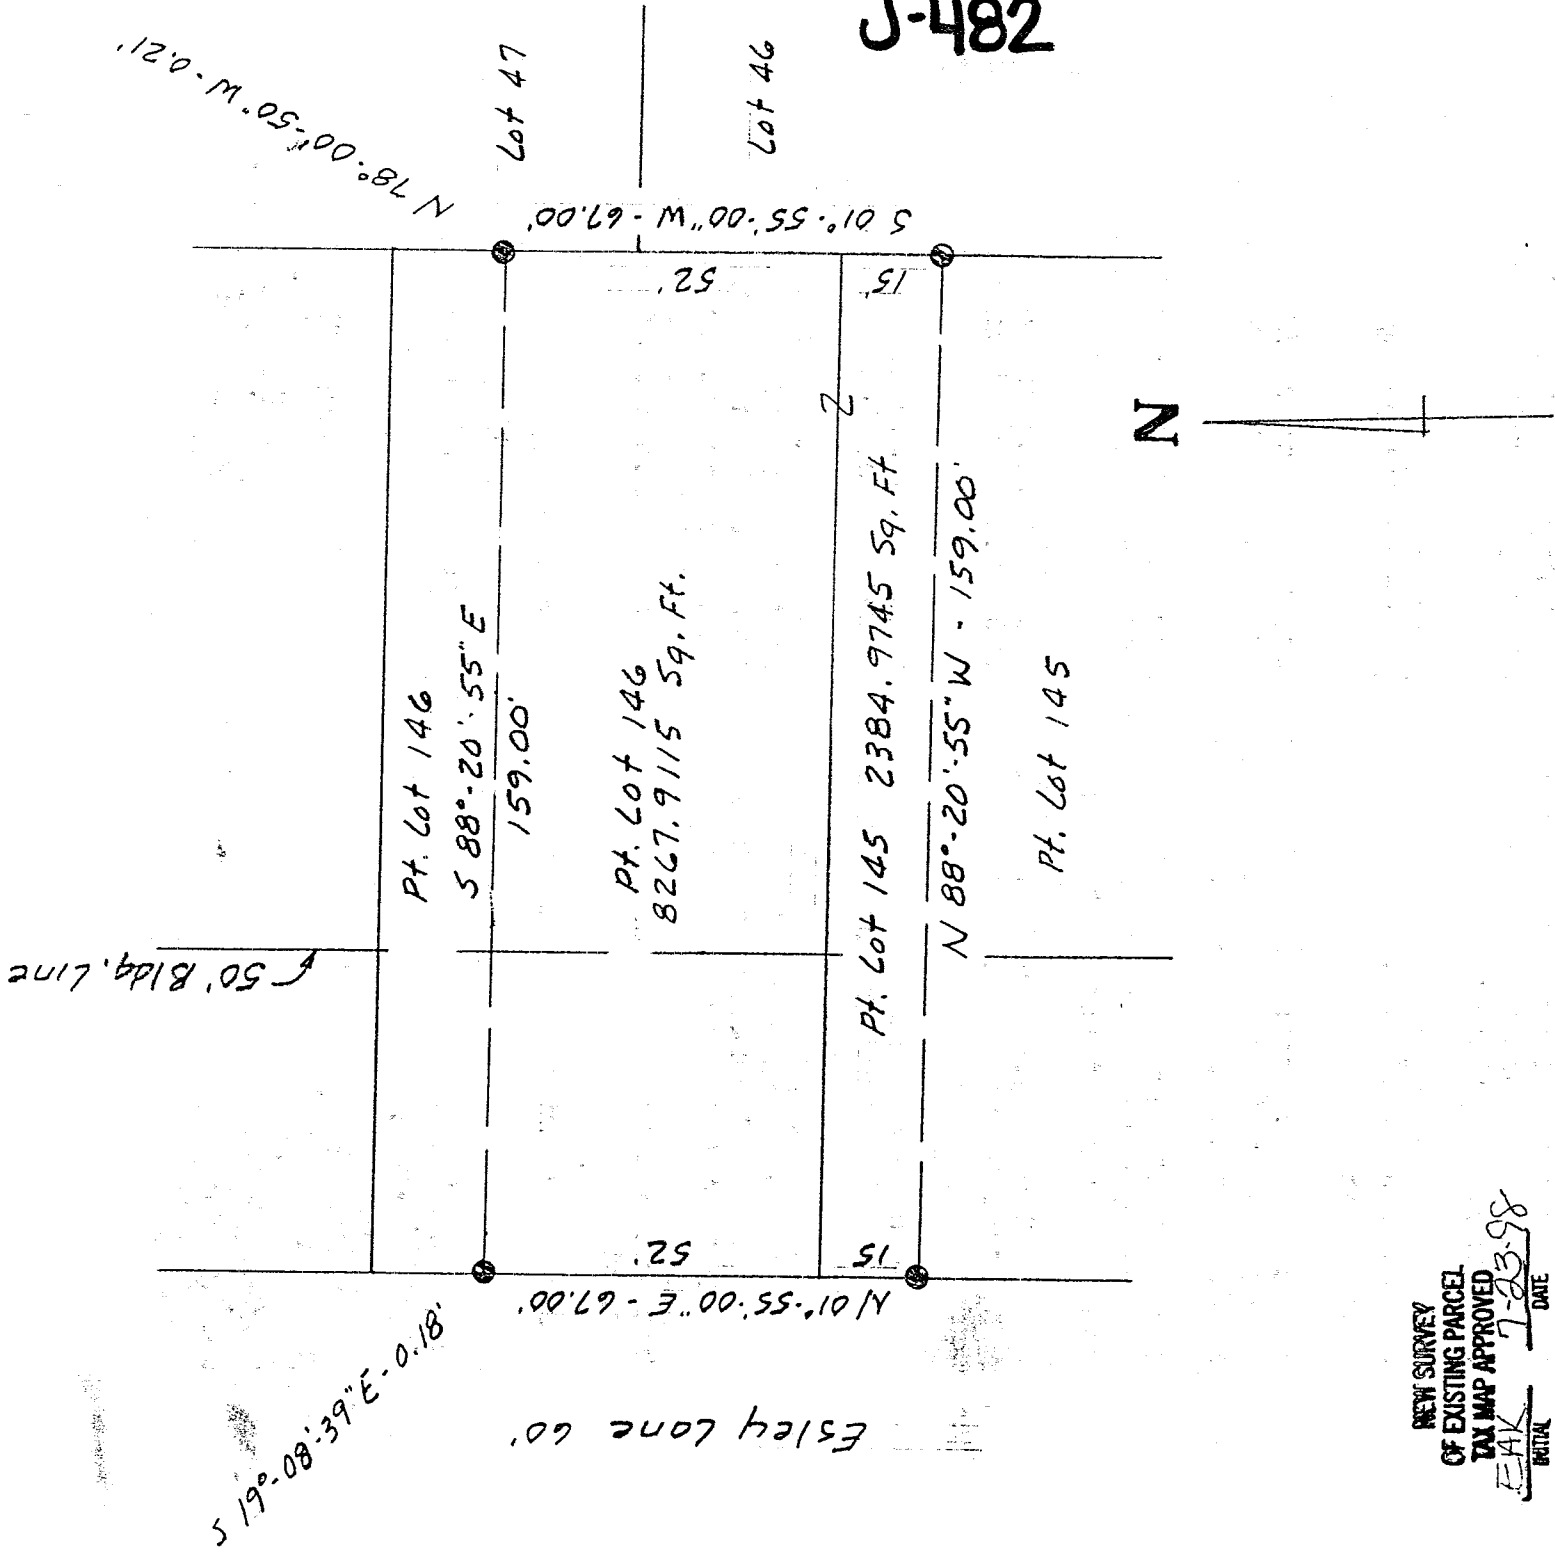 J-482
N 78°-00'-50" W - 0.21'
Lot 47
Lot 46
S 01°-55'-00" W - 67.00'
52'
15'
Pt. Lot 146
S 88°-20'-55" E
159.00'
Pt. Lot 146
8267.9115 Sq. Ft.
Pt. Lot 145 2384.9745 Sq. Ft
N 88°-20'-55" W - 159.00'
Pt. Lot 145
50' Bldg. Line
N
52'
15
N 01°-55'-00" E - 67.00'
S 19°-08'-39" E - 0.18'
Esley Lane 60'
NEW SURVEY
OF EXISTING PARCEL
TAX MAP APPROVED
EAK 7-23-98
INITIAL DATE